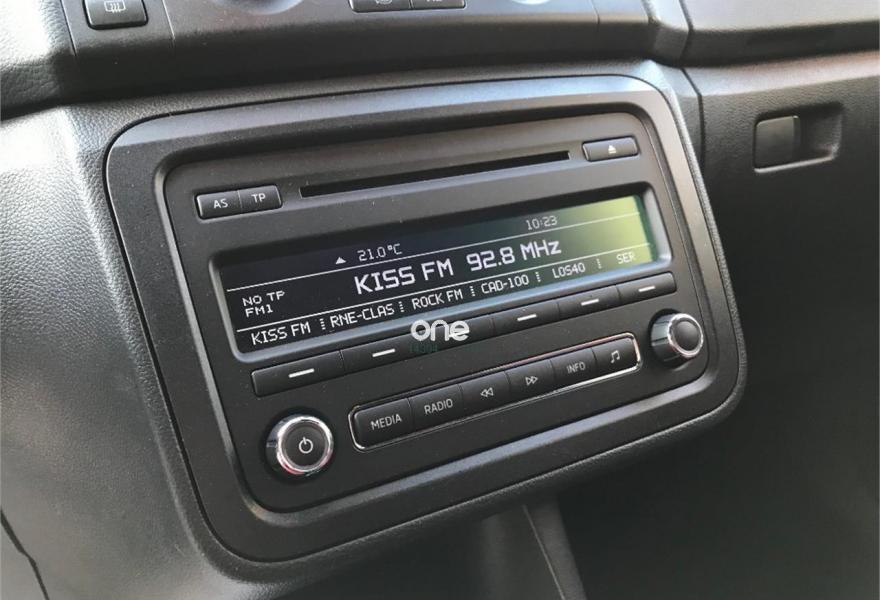 AS TP
21.0°C 10:23
KISS FM 92.8 MHz
NO TP
FM1
KISS FM RNE-CLAS ROCK FM CAD-100 LOS40 SER
one
MEDIA RADIO INFO